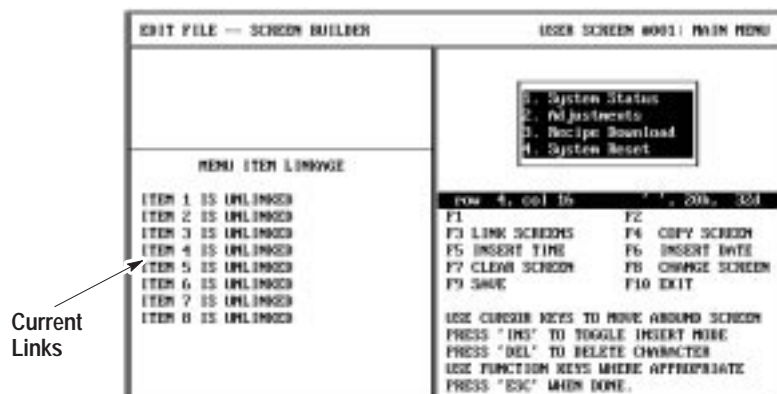 EDIT FILE -- SCREEN BUILDER
USER SCREEN #001: MAIN MENU
1. System Status
2. Adjustments
3. Recipe Download
4. System Reset
MENU ITEM LINKAGE
ITEM 1 IS UNLINKED
ITEM 2 IS UNLINKED
ITEM 3 IS UNLINKED
ITEM 4 IS UNLINKED
ITEM 5 IS UNLINKED
ITEM 6 IS UNLINKED
ITEM 7 IS UNLINKED
ITEM 8 IS UNLINKED
Current
Links
row 4, col 16 ' ', 20h, 32d
F1 F2
F3 LINK SCREENS F4 COPY SCREEN
F5 INSERT TIME F6 INSERT DATE
F7 CLEAR SCREEN F8 CHANGE SCREEN
F9 SAVE F10 EXIT
USE CURSOR KEYS TO MOVE AROUND SCREEN
PRESS 'INS' TO TOGGLE INSERT MODE
PRESS 'DEL' TO DELETE CHARACTER
USE FUNCTION KEYS WHERE APPROPRIATE
PRESS 'ESC' WHEN DONE.